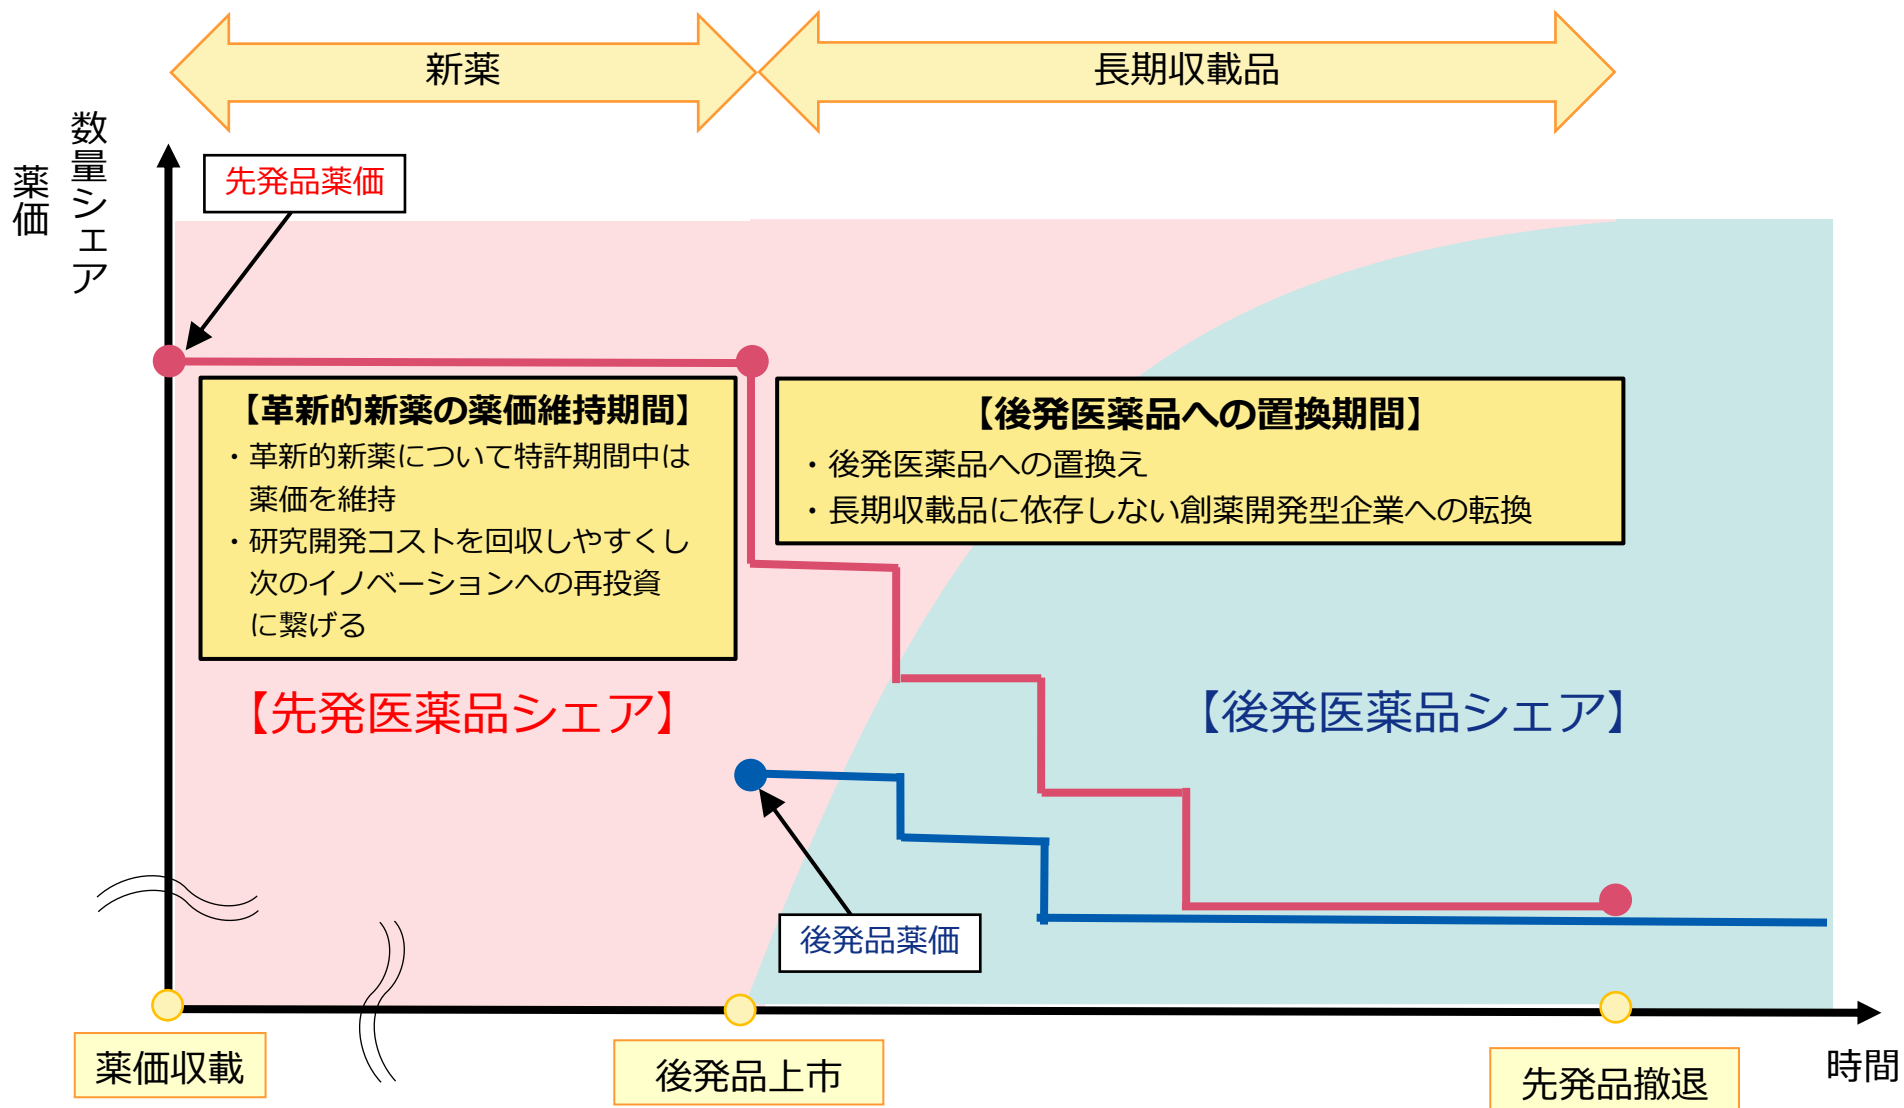 新薬
長期収載品
数量シェア
薬価
先発品薬価
【革新的新薬の薬価維持期間】
・革新的新薬について特許期間中は
薬価を維持
・研究開発コストを回収しやすくし
次のイノベーションへの再投資
に繋げる
【後発医薬品への置換期間】
・後発医薬品への置換え
・長期収載品に依存しない創薬開発型企業への転換
【先発医薬品シェア】
【後発医薬品シェア】
後発品薬価
薬価収載
後発品上市
先発品撤退
時間